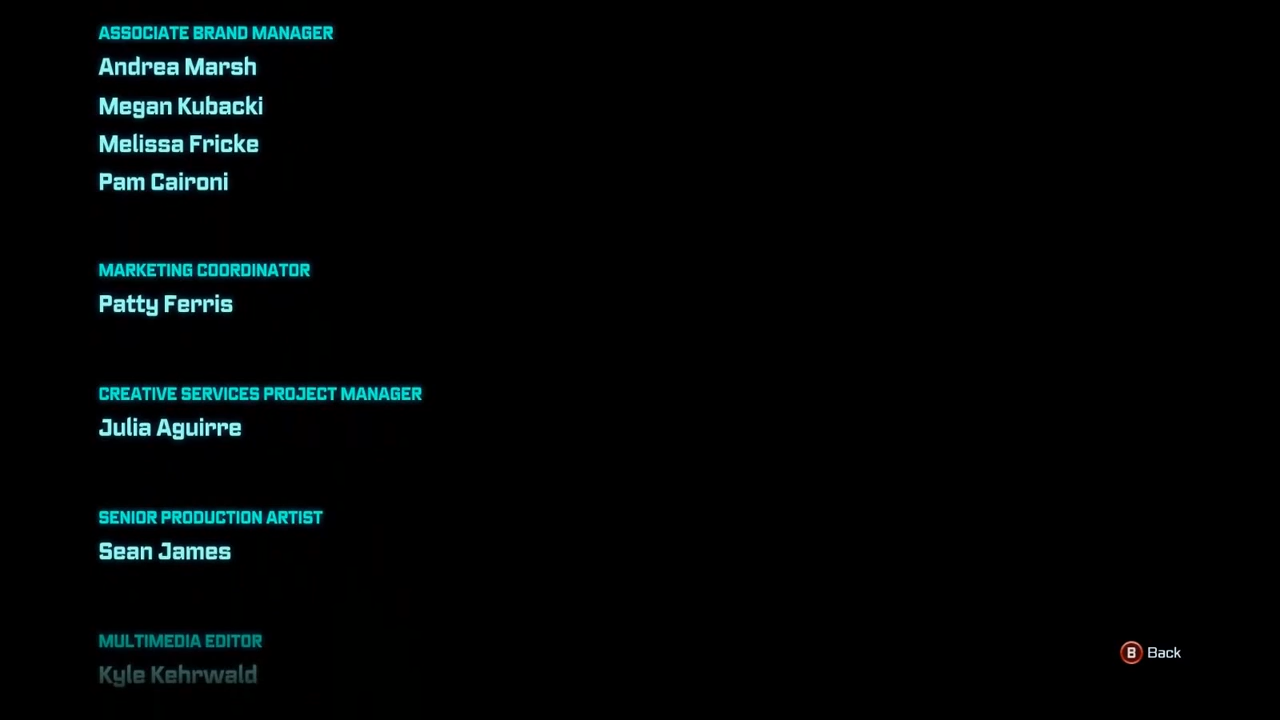 ASSOCIATE BRAND MANAGER
Andrea Marsh
Megan Kubacki
Melissa Fricke
Pam Caironi
MARKETING COORDINATOR
Patty Ferris
CREATIVE SERVICES PROJECT MANAGER
Julia Aguirre
SENIOR PRODUCTION ARTIST
Sean James
MULTIMEDIA EDITOR
Kyle Kehrwald
B Back